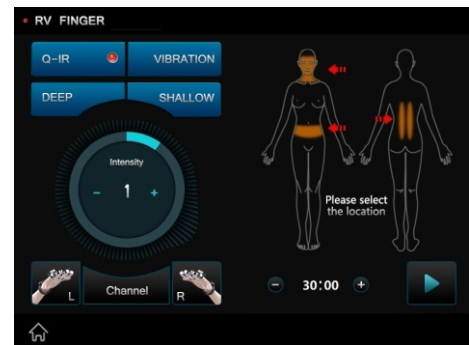 RV FINGER
Q-IR
VIBRATION
DEEP
SHALLOW
Intensity
- 1 +
Please select
the location
L
Channel
R
- 30:00 +